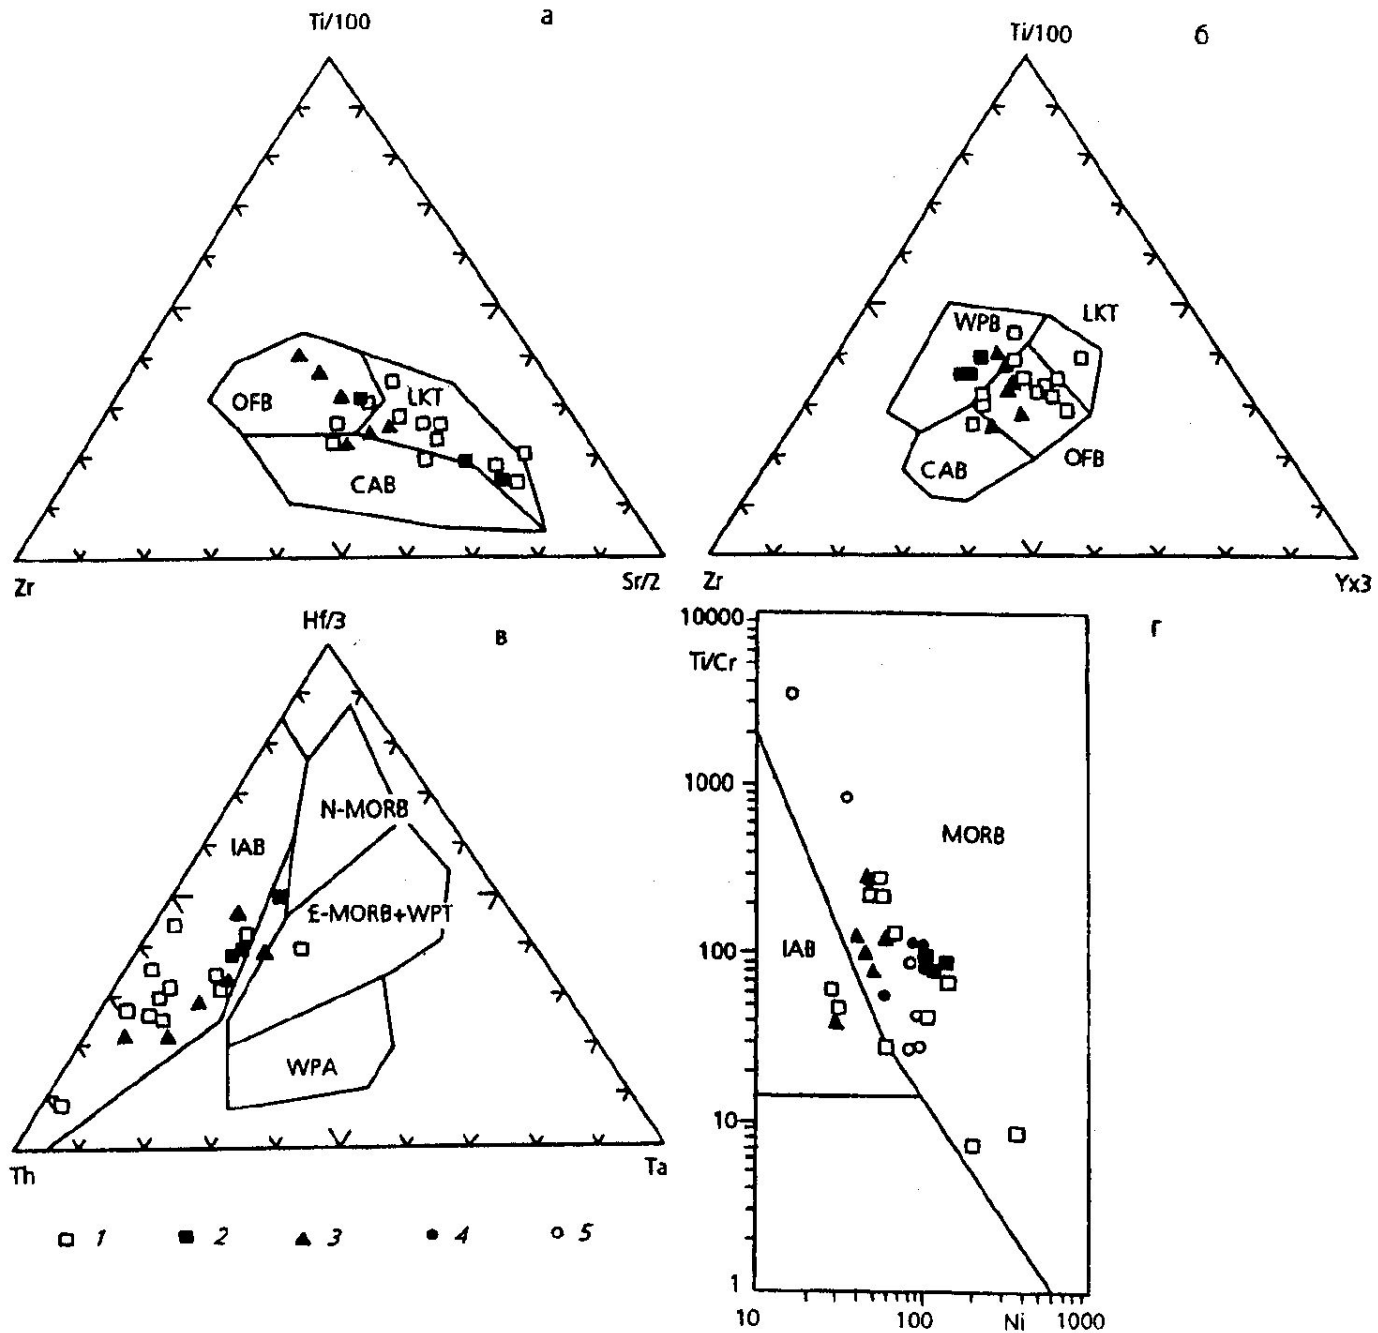 Ti/100
а
OFB
LKT
CAB
Zr
Sr/2
Ti/100
б
WPB
LKT
CAB
OFB
Zr
Yx3
Hf/3
в
N-MORB
IAB
E-MORB+WPT
WPA
Th
Ta
г
10000
Ti/Cr
1000
MORB
100
IAB
10
1
10
100
Ni
1000
1
2
3
4
5